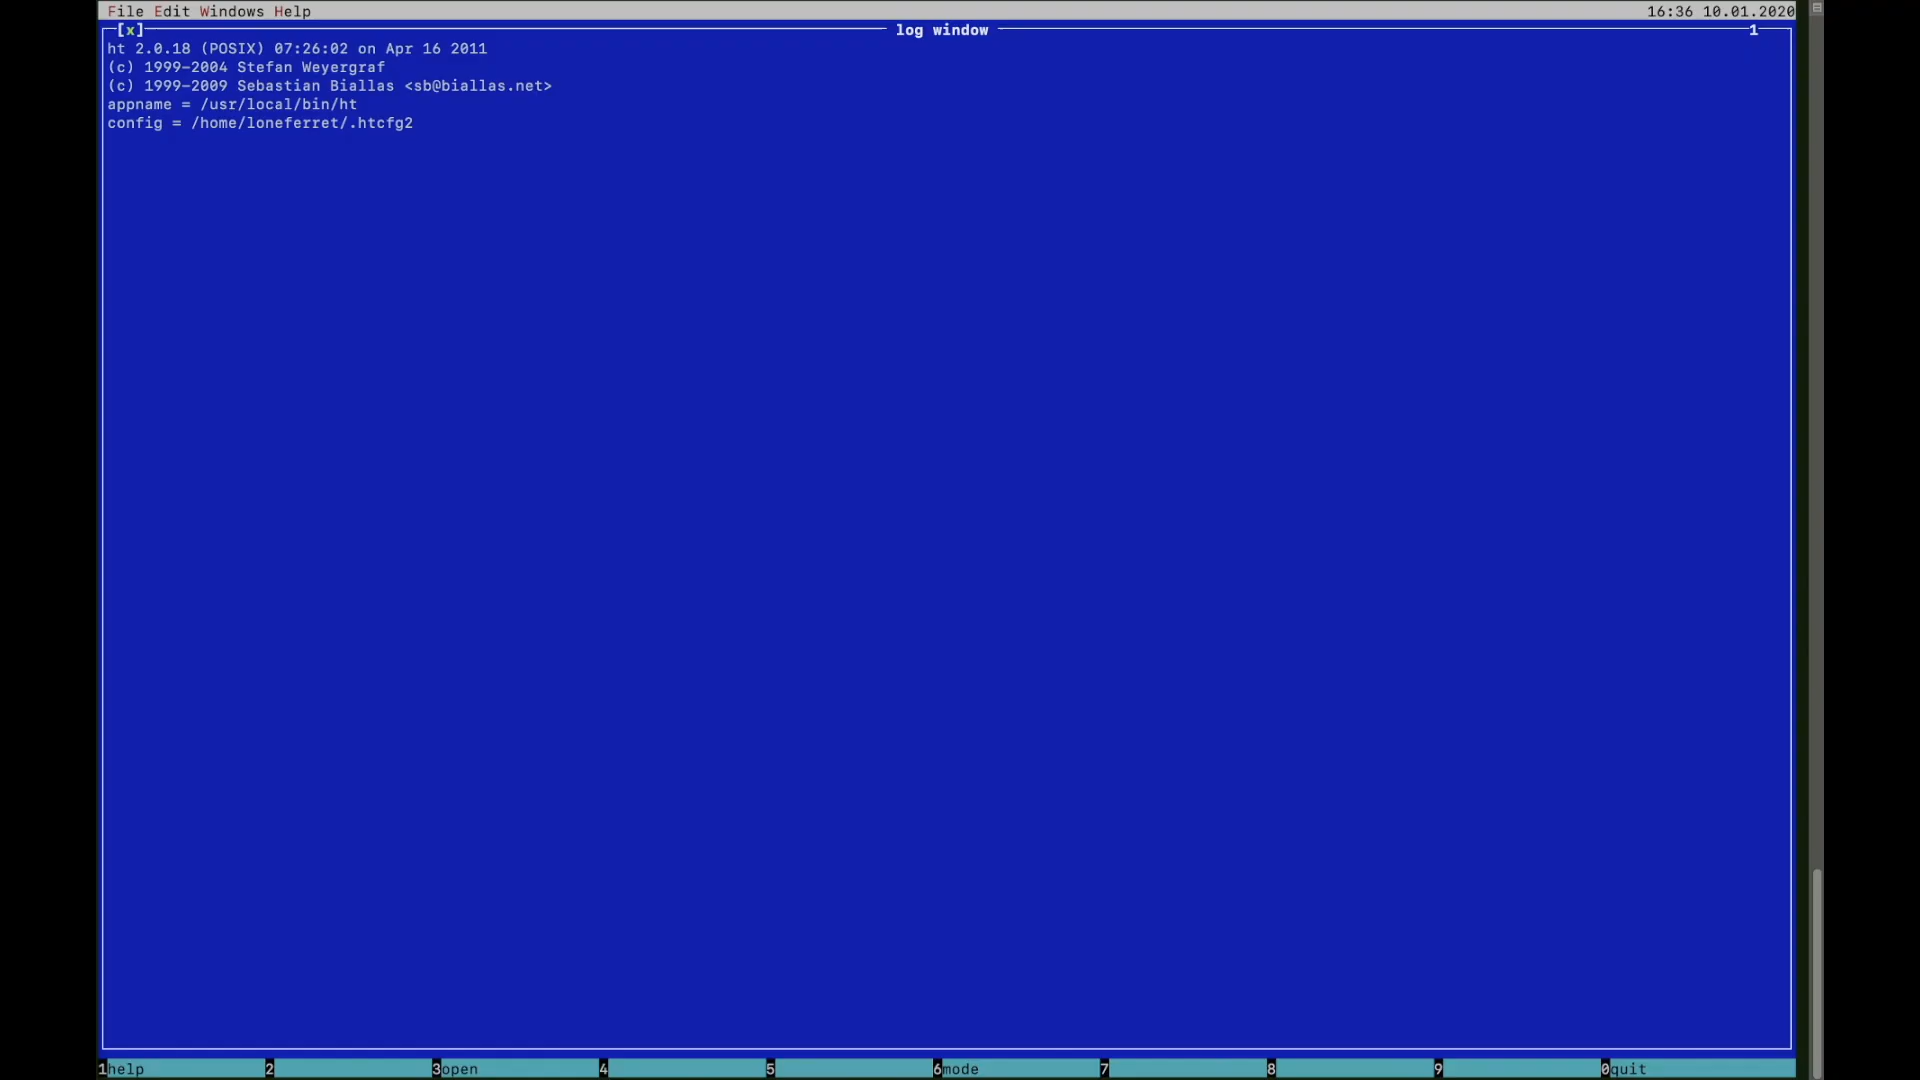 File Edit Windows Help 16:36 10.01.2020
[x] log window 1
ht 2.0.18 (POSIX) 07:26:02 on Apr 16 2011
(c) 1999-2004 Stefan Weyergraf
(c) 1999-2009 Sebastian Biallas <sb@biallas.net>
appname = /usr/local/bin/ht
config = /home/loneferret/.htcfg2
1help 2 3open 4 5 6mode 7 8 9 0quit